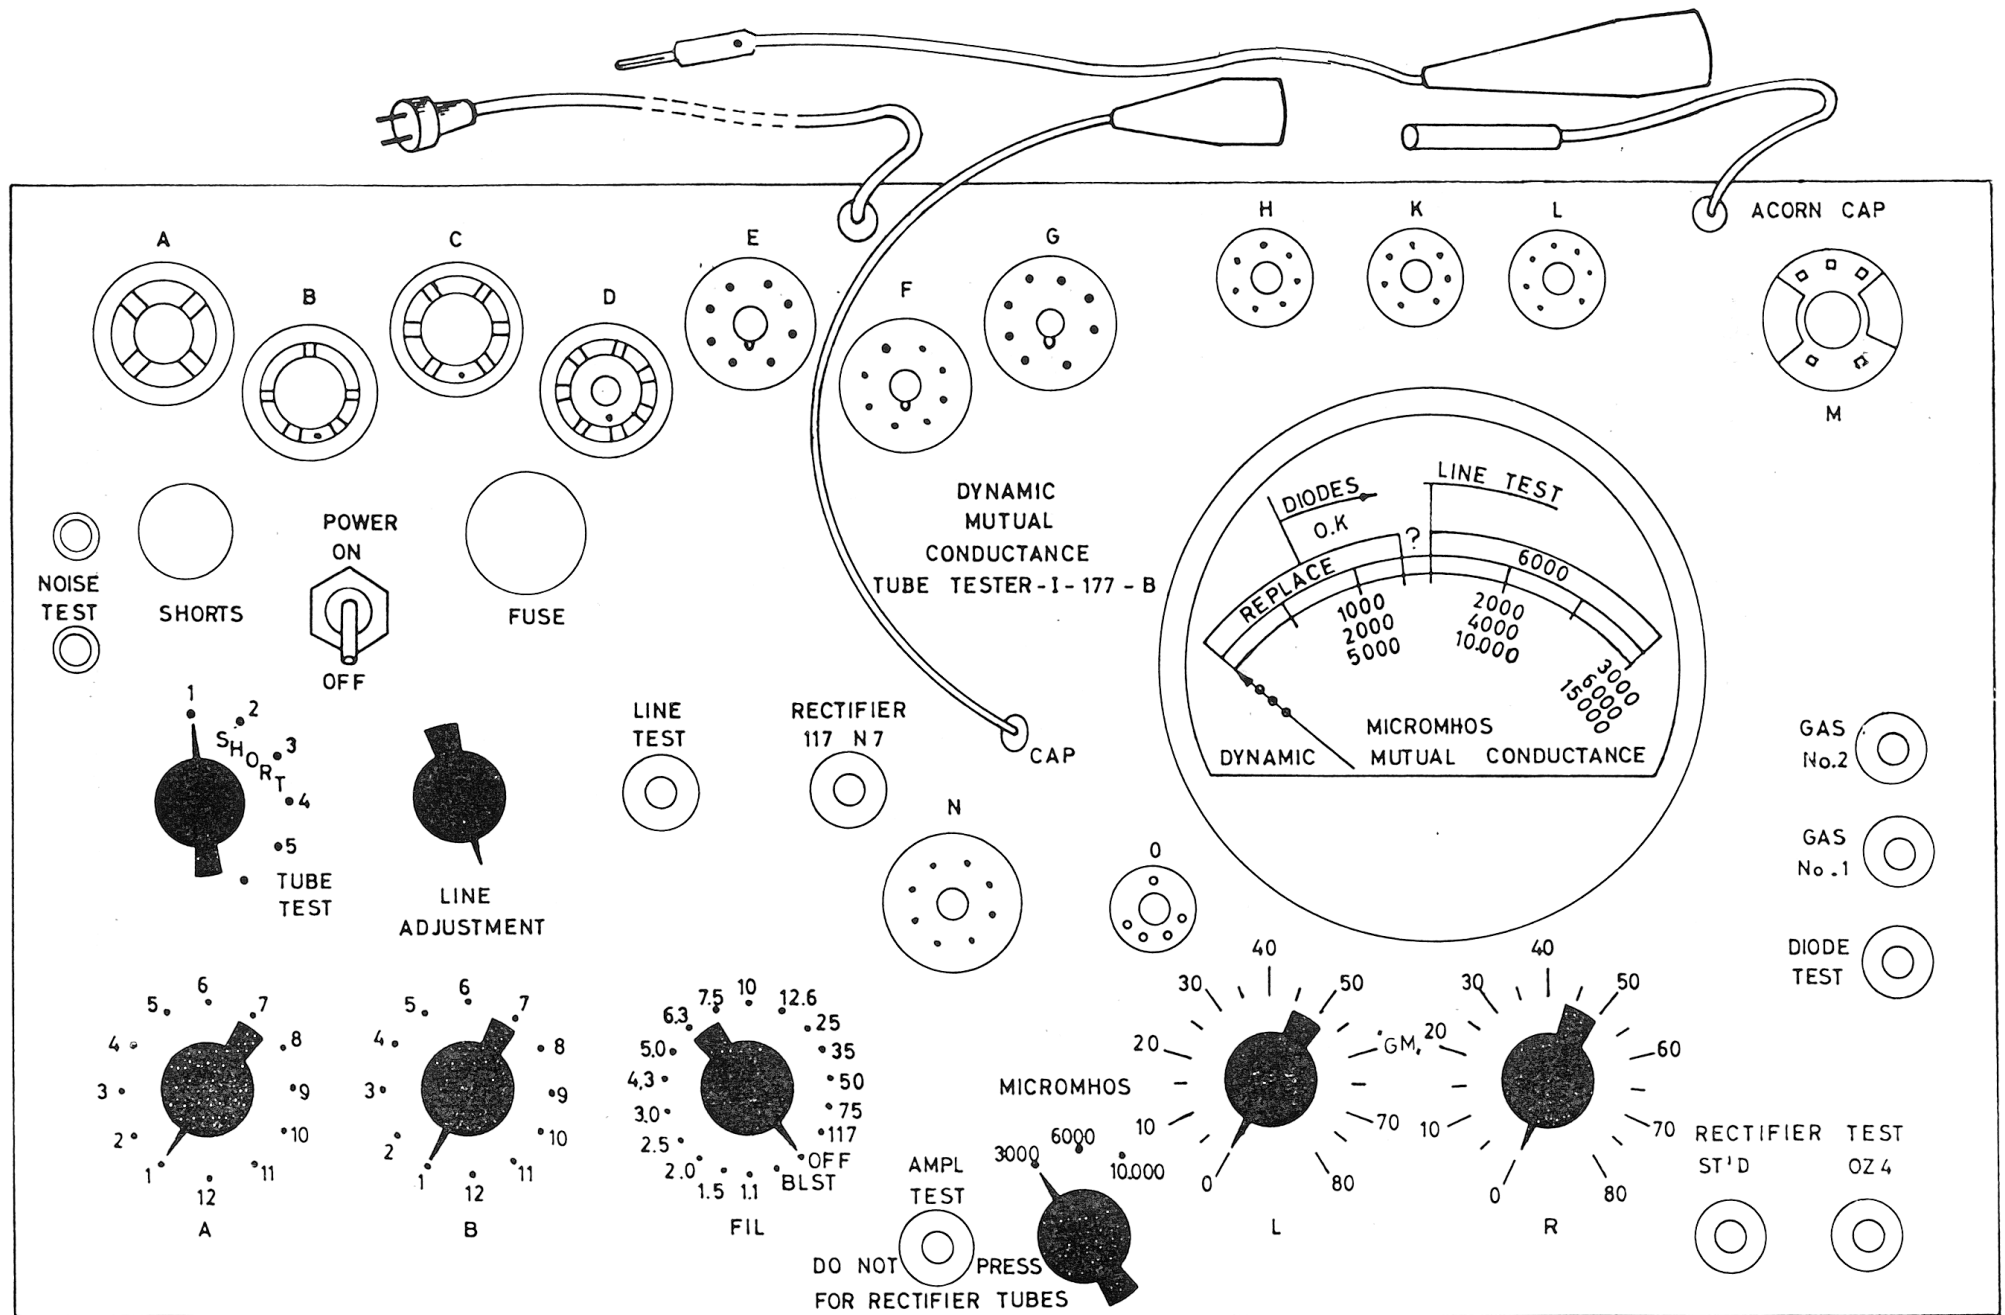 A
B
C
D
E
F
G
H
K
L
ACORN CAP
M
NOISE
TEST
SHORTS
POWER
ON
OFF
FUSE
DYNAMIC
MUTUAL
CONDUCTANCE
TUBE TESTER-I-177-B
DIODES
O.K
?
LINE TEST
REPLACE
6000
1000
2000
5000
2000
4000
10.000
3000
6000
15000
MICROMHOS
DYNAMIC MUTUAL CONDUCTANCE
1
2
3
4
5
SHORT
TUBE
TEST
LINE
ADJUSTMENT
LINE
TEST
RECTIFIER
117 N7
CAP
N
O
GAS
No.2
GAS
No.1
DIODE
TEST
1
2
3
4
5
6
7
8
9
10
11
12
A
1
2
3
4
5
6
7
8
9
10
11
12
B
1.1
1.5
2.0
2.5
3.0
4,3
5.0
6.3
7.5
10
12.6
25
35
50
75
117
OFF
BLST
FIL
AMPL
TEST
DO NOT PRESS
FOR RECTIFIER TUBES
MICROMHOS
3000
6000
10.000
0
10
20
30
40
50
GM.
70
80
L
0
10
20
30
40
50
60
70
80
R
RECTIFIER TEST
ST'D OZ4